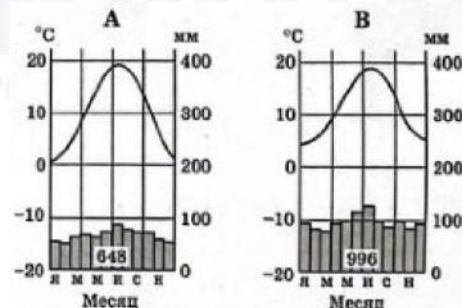 А
В
°C
мм
°C
мм
20
400
20
400
10
300
10
300
0
200
0
200
-10
100
-10
100
-20
648
0
-20
996
0
Я М М И С Н
Я М М И С Н
Месяц
Месяц